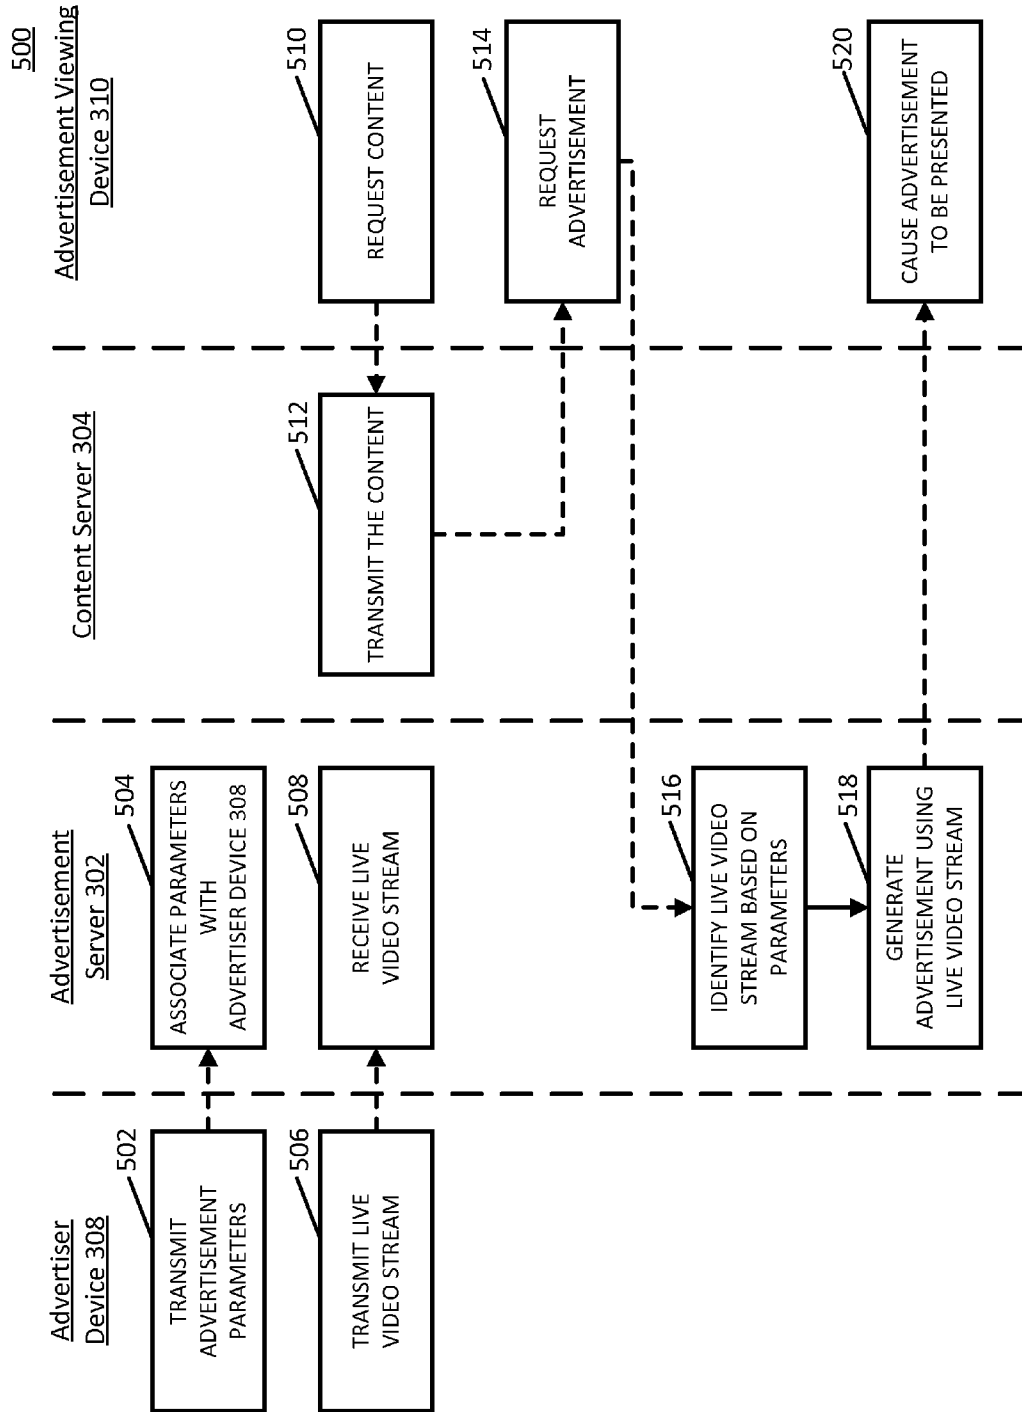 500
Advertiser
Device 308
Advertisement
Server 302
Content Server 304
Advertisement Viewing
Device 310
502
TRANSMIT
ADVERTISEMENT
PARAMETERS
504
ASSOCIATE PARAMETERS
WITH
ADVERTISER DEVICE 308
506
TRANSMIT LIVE
VIDEO STREAM
508
RECEIVE LIVE
VIDEO STREAM
510
REQUEST CONTENT
512
TRANSMIT THE CONTENT
514
REQUEST
ADVERTISEMENT
516
IDENTIFY LIVE VIDEO
STREAM BASED ON
PARAMETERS
518
GENERATE
ADVERTISEMENT USING
LIVE VIDEO STREAM
520
CAUSE ADVERTISEMENT
TO BE PRESENTED